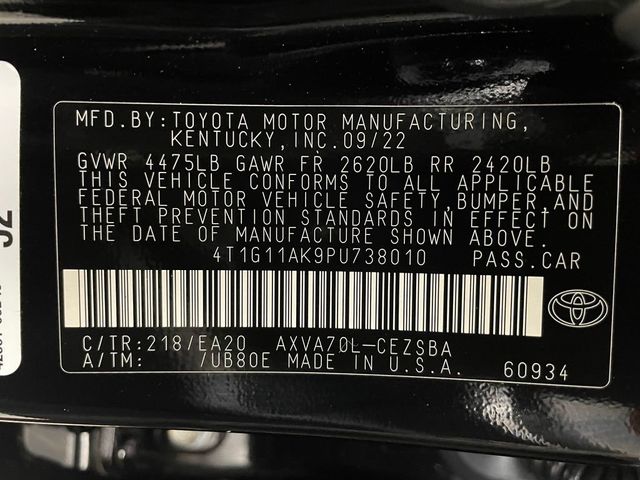 MFD.BY:TOYOTA MOTOR MANUFACTURING,
KENTUCKY,INC.09/22
GVWR 4475LB GAWR FR 2620LB RR 2420LB
THIS VEHICLE CONFORMS TO ALL APPLICABLE
FEDERAL MOTOR VEHICLE SAFETY,BUMPER,AND
THEFT PREVENTION STANDARDS IN EFFECT ON
THE DATE OF MANUFACTURE SHOWN ABOVE.
4T1G11AK9PU738010 PASS.CAR
C/TR:218/EA20 AXVA70L-CEZSBA
A/TM: /UB80E MADE IN U.S.A. 60934